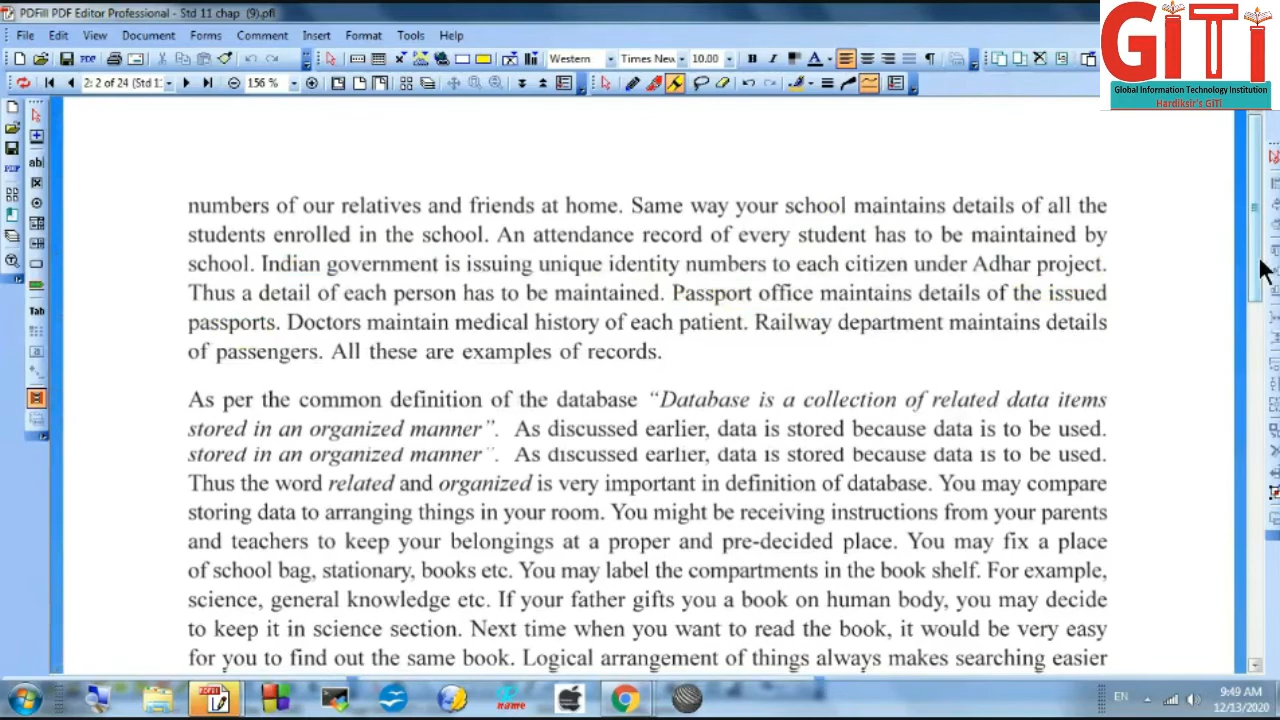 PDFill PDF Editor Professional - Std 11 chap (9).pfl
File Edit View Document Forms Comment Insert Format Tools Help
PDF Western Times New 10.00 B I A ¶
2: 2 of 24 (Std 1: 156 %
GiTi
Global Information Technology Institution
Hardiksir's GiTi
ab|
Tab
numbers of our relatives and friends at home. Same way your school maintains details of all the
students enrolled in the school. An attendance record of every student has to be maintained by
school. Indian government is issuing unique identity numbers to each citizen under Adhar project.
Thus a detail of each person has to be maintained. Passport office maintains details of the issued
passports. Doctors maintain medical history of each patient. Railway department maintains details
of passengers. All these are examples of records.
As per the common definition of the database “Database is a collection of related data items
stored in an organized manner”. As discussed earlier, data is stored because data is to be used.
stored in an organized manner”. As discussed earlier, data is stored because data is to be used.
Thus the word related and organized is very important in definition of database. You may compare
storing data to arranging things in your room. You might be receiving instructions from your parents
and teachers to keep your belongings at a proper and pre-decided place. You may fix a place
of school bag, stationary, books etc. You may label the compartments in the book shelf. For example,
science, general knowledge etc. If your father gifts you a book on human body, you may decide
to keep it in science section. Next time when you want to read the book, it would be very easy
for you to find out the same book. Logical arrangement of things always makes searching easier
name
EN
9:49 AM
12/13/2020